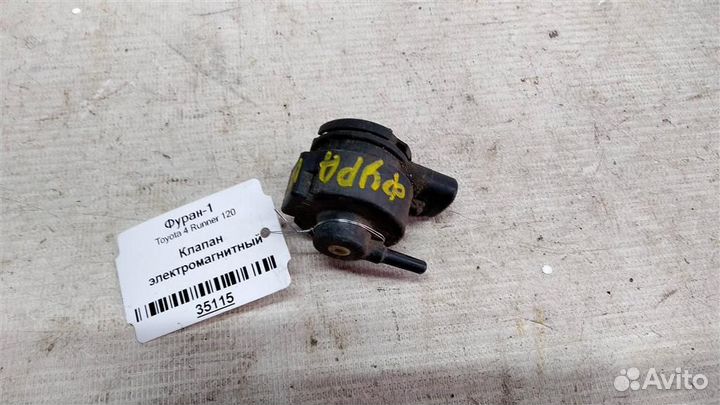 Фуран-1
Toyota 4 Runner 120
Клапан
электромагнитный
35115
ФУРА
Avito